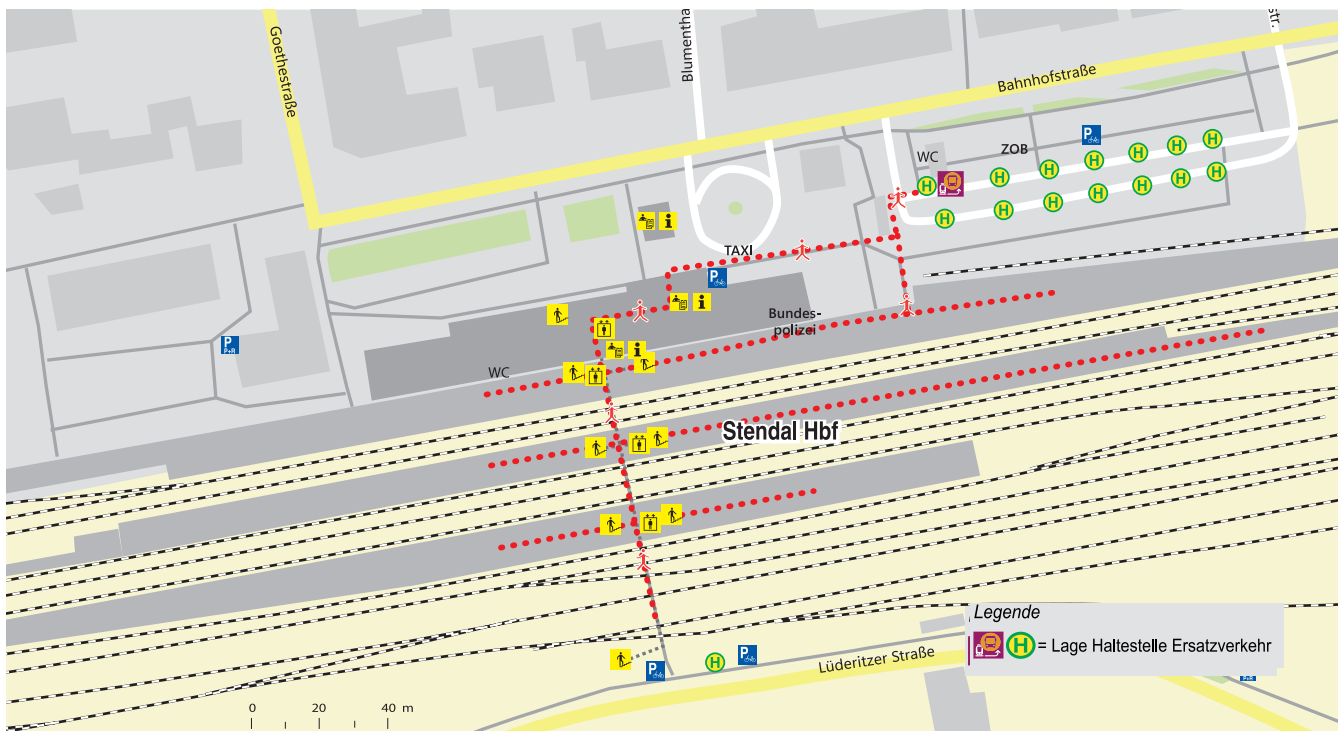 Goethestraße
Blumentha
str.
Bahnhofstraße
WC
ZOB
P
H H H H H H H
H H H H H H H
i
TAXI
P
i
Bundes-
polizei
P
P+R
i
WC
Stendal Hbf
Legende
H = Lage Haltestelle Ersatzverkehr
P
H
P
Lüderitzer Straße
P+R
0 20 40 m